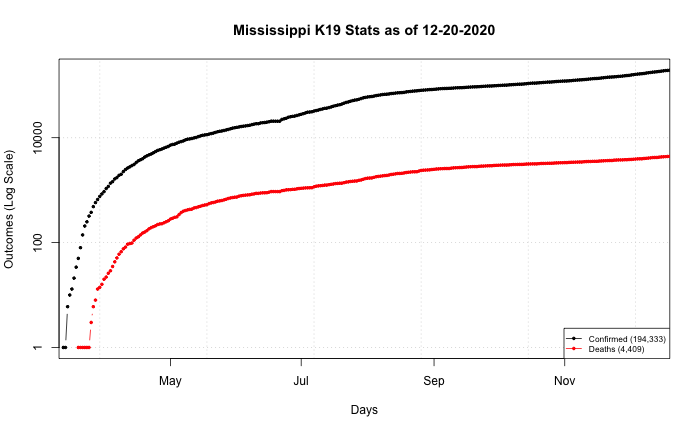 Mississippi K19 Stats as of 12-20-2020
Outcomes (Log Scale)
10000
100
1
Confirmed (194,333)
Deaths (4,409)
May
Jul
Sep
Nov
Days